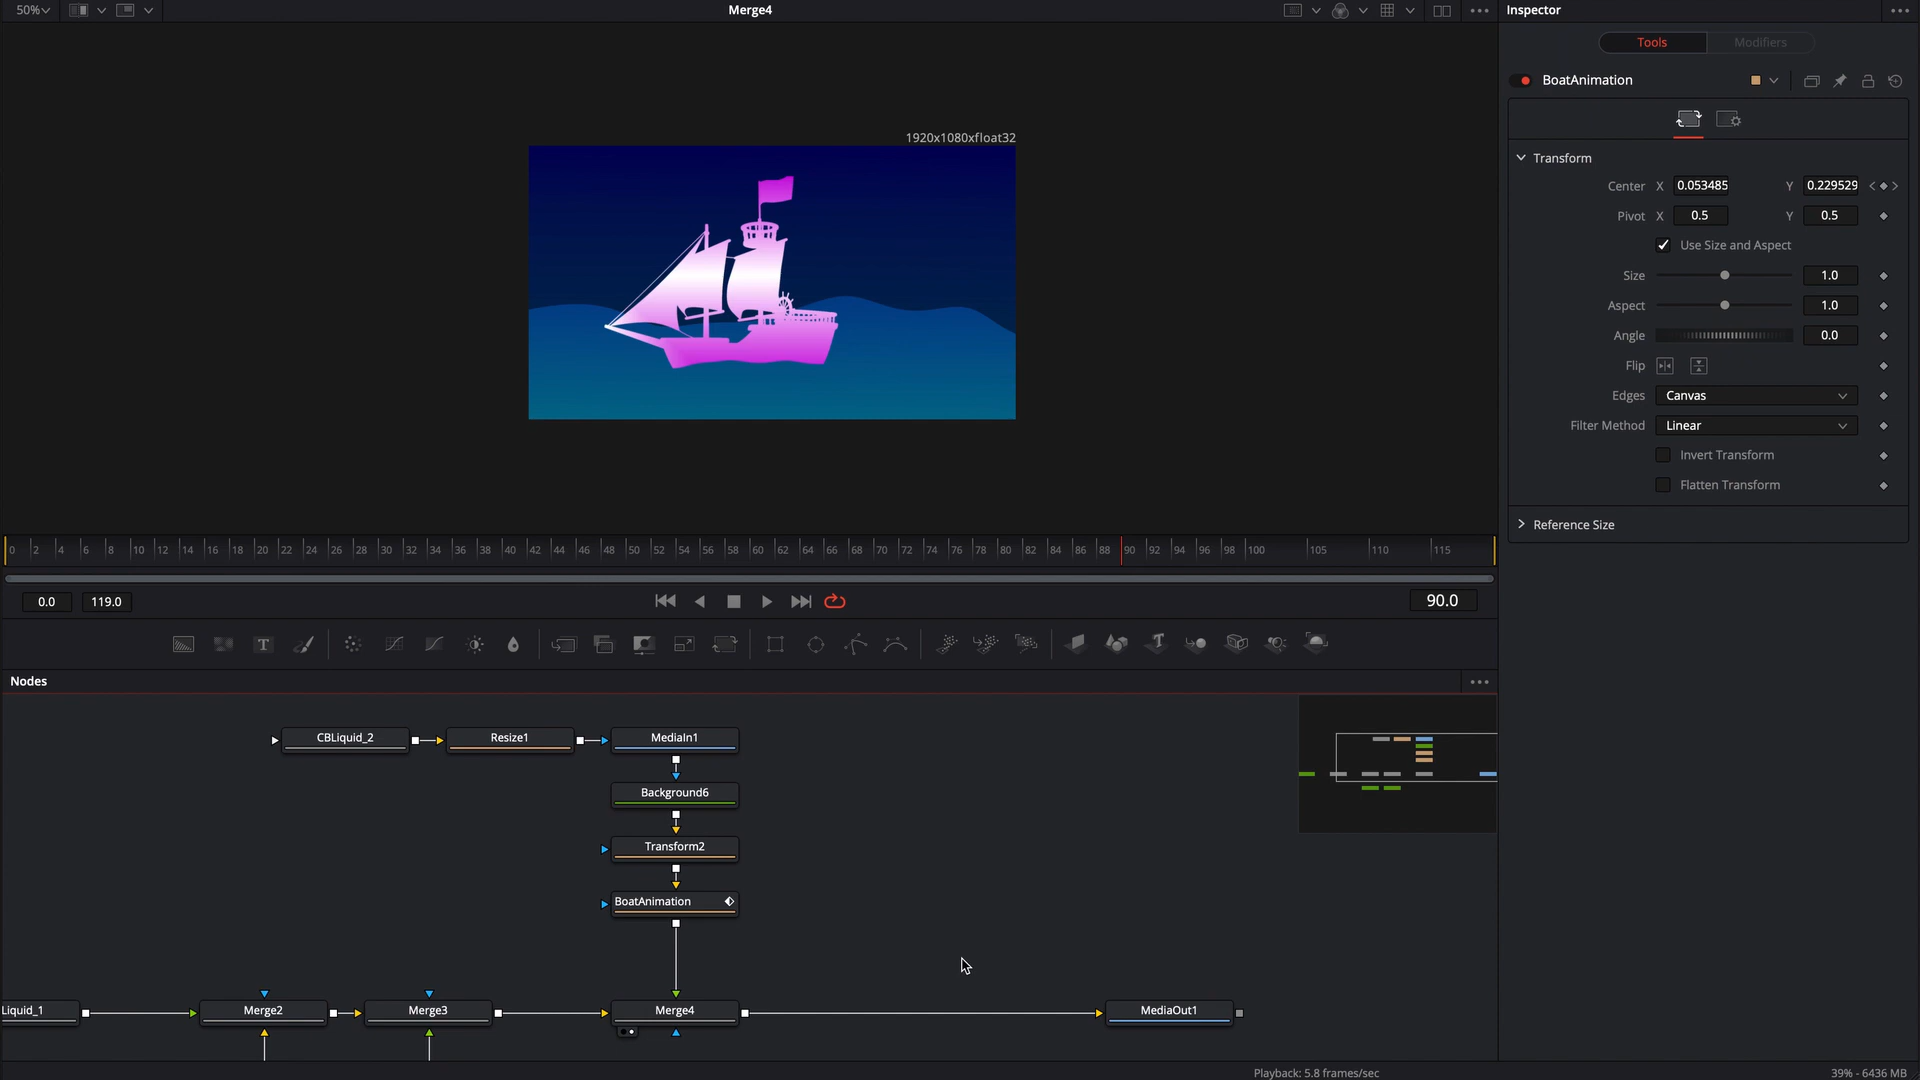 50%
Merge4
Inspector
Tools
Modifiers
BoatAnimation
1920x1080xfloat32
Transform
Center X 0.053485 Y 0.229529
Pivot X 0.5 Y 0.5
Use Size and Aspect
Size 1.0
Aspect 1.0
Angle 0.0
Flip
Edges Canvas
Filter Method Linear
Invert Transform
Flatten Transform
Reference Size
0 2 4 6 8 10 12 14 16 18 20 22 24 26 28 30 32 34 36 38 40 42 44 46 48 50 52 54 56 58 60 62 64 66 68 70 72 74 76 78 80 82 84 86 88 90 92 94 96 98 100 105 110 115
0.0 119.0 90.0
Nodes
CBLiquid_2 Resize1 MediaIn1
Background6
Transform2
BoatAnimation
Liquid_1 Merge2 Merge3 Merge4 MediaOut1
Playback: 5.8 frames/sec 39% - 6436 MB